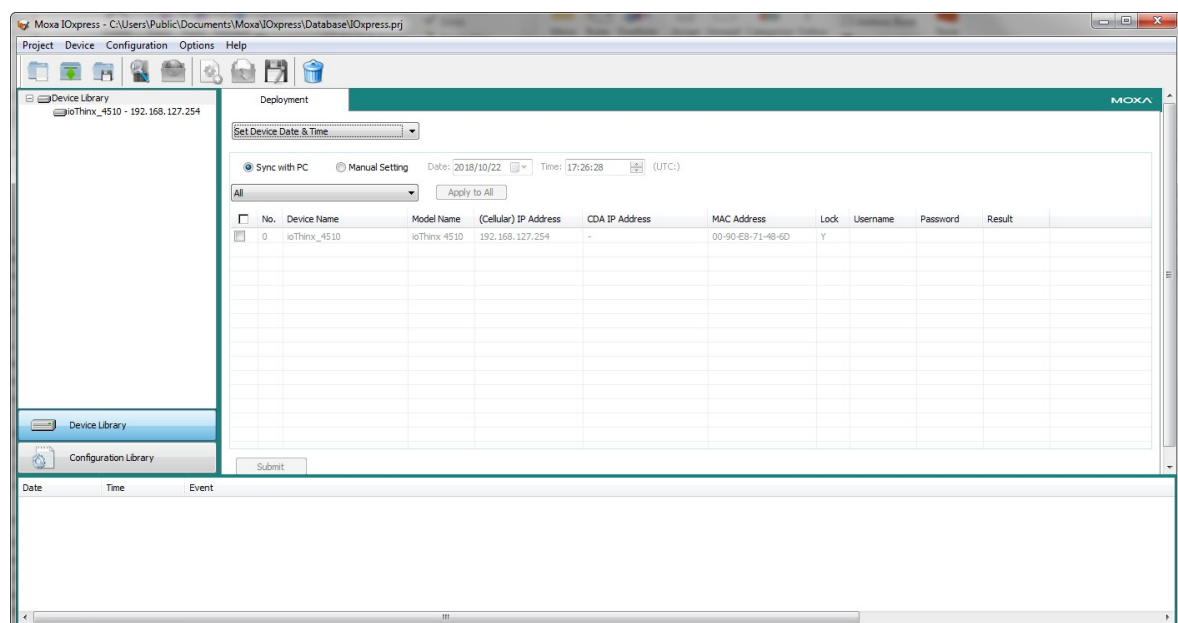 Moxa IOxpress - C:\Users\Public\Documents\Moxa\IOxpress\Database\IOxpress.prj
Project Device Configuration Options Help
Device Library
ioThinx_4510 - 192.168.127.254
Deployment
MOXA
Set Device Date & Time
Sync with PC Manual Setting Date: 2018/10/22 Time: 17:26:28 (UTC:)
All Apply to All
No. Device Name Model Name (Cellular) IP Address CDA IP Address MAC Address Lock Username Password Result
0 ioThinx_4510 ioThinx 4510 192.168.127.254 - 00-90-E8-71-48-6D Y
Device Library
Configuration Library
Submit
Date Time Event